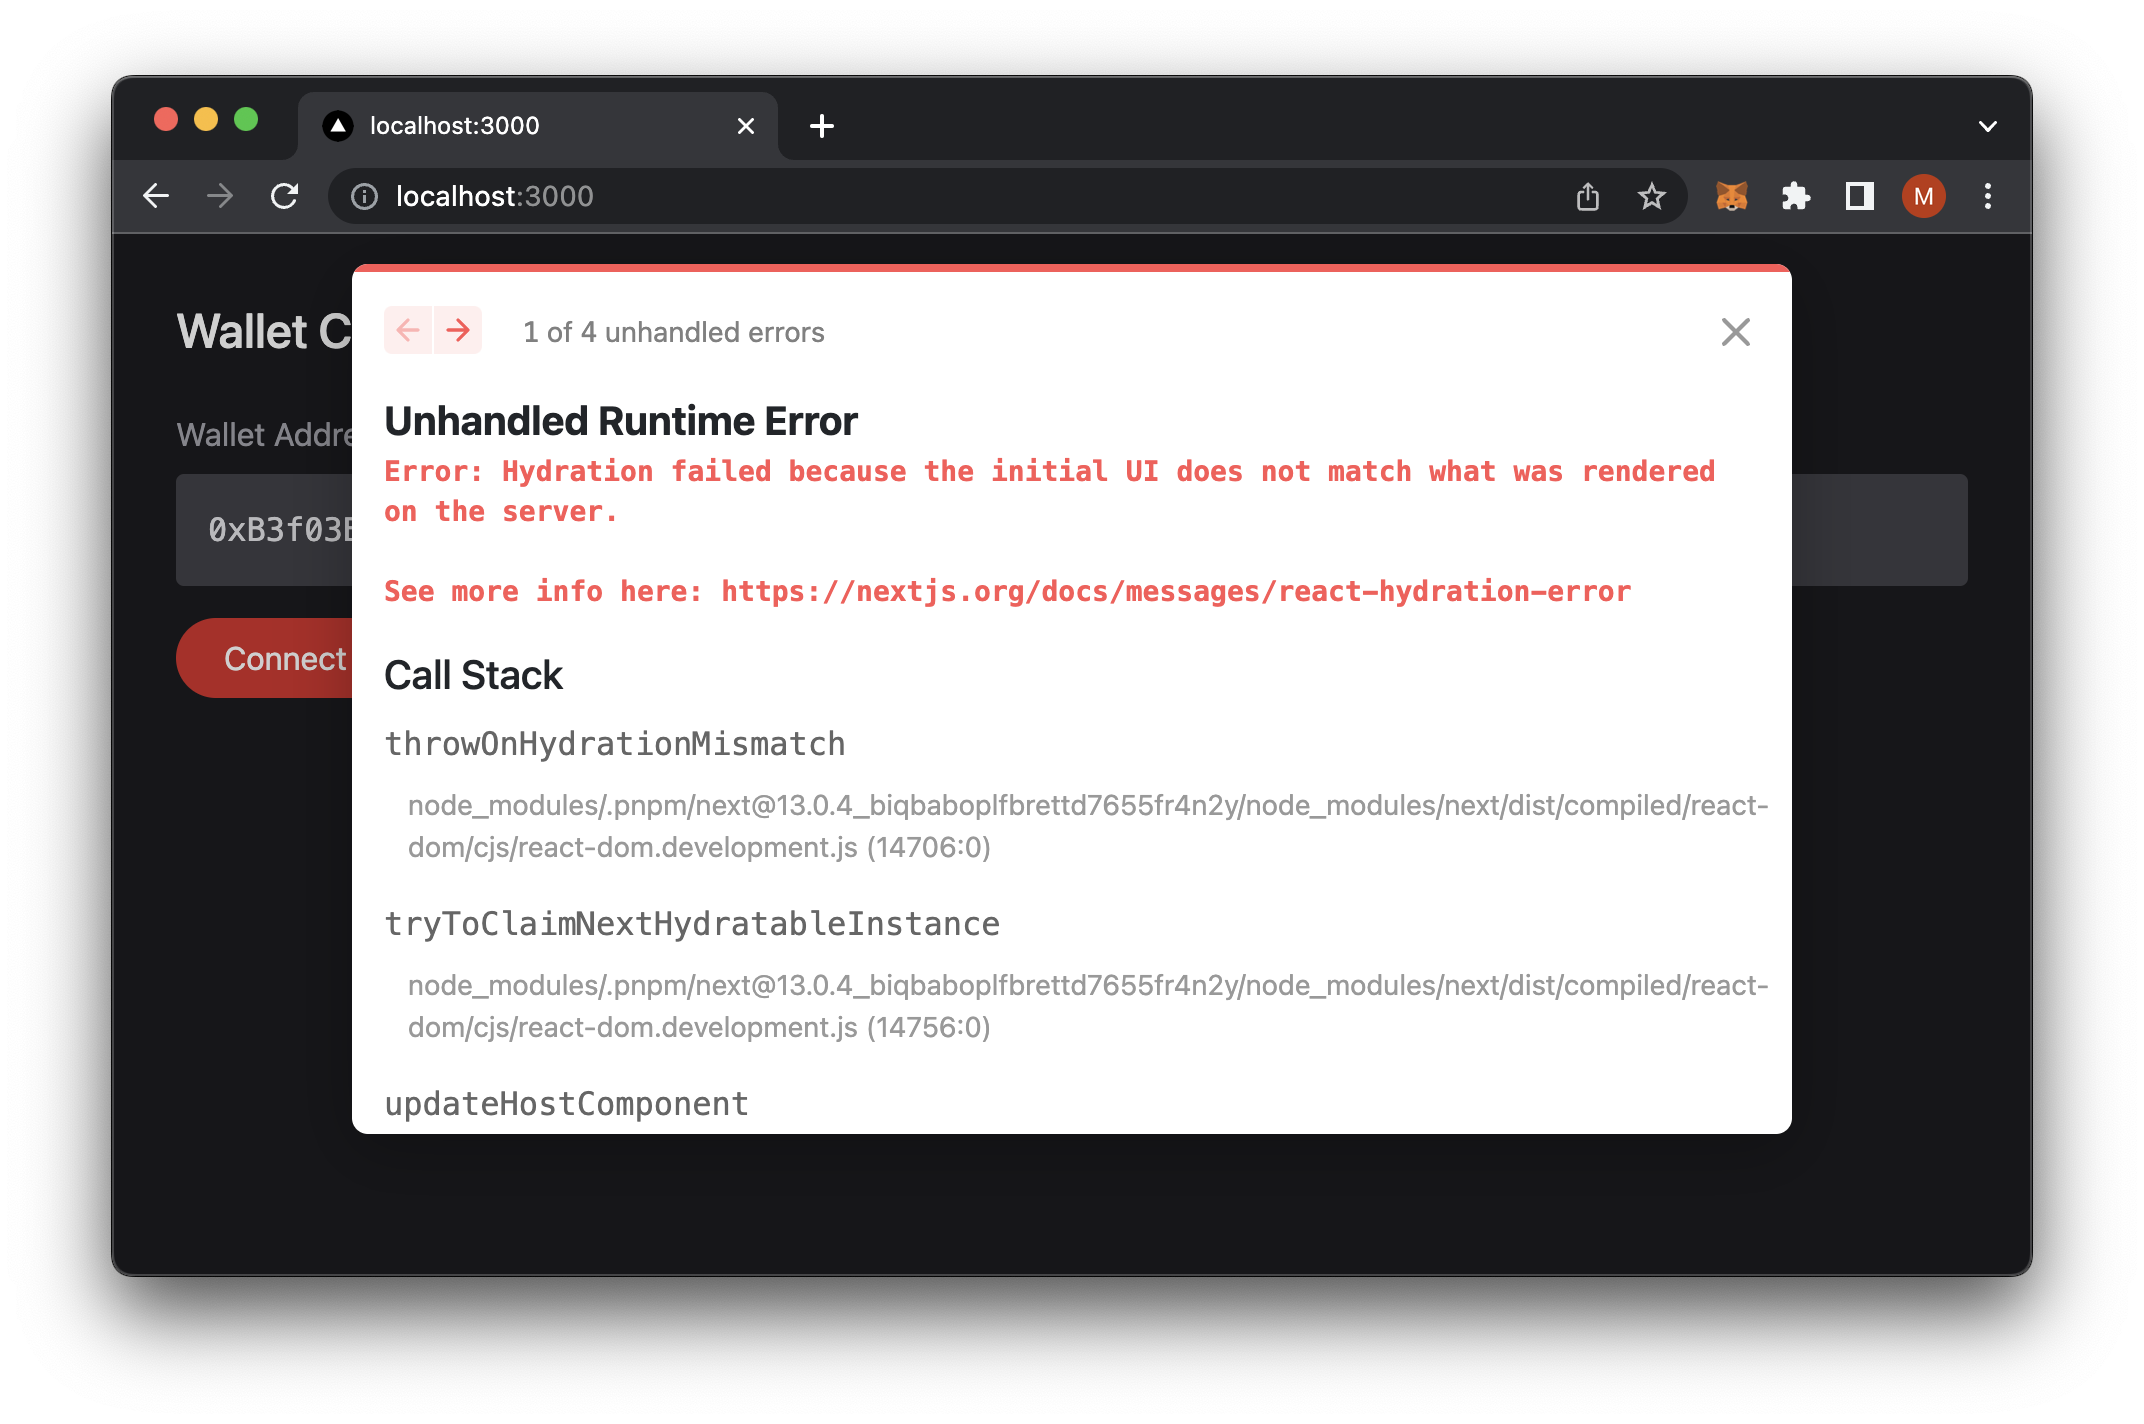 localhost:3000
localhost:3000
M
Wallet C
1 of 4 unhandled errors
Unhandled Runtime Error
Wallet Addre
Error: Hydration failed because the initial UI does not match what was rendered
on the server.
0xB3f03
See more info here: https://nextjs.org/docs/messages/react-hydration-error
Connect
Call Stack
throwOnHydrationMismatch
node_modules/.pnpm/next@13.0.4_biqbaboplfbrettd7655fr4n2y/node_modules/next/dist/compiled/react-
dom/cjs/react-dom.development.js (14706:0)
tryToClaimNextHydratableInstance
node_modules/.pnpm/next@13.0.4_biqbaboplfbrettd7655fr4n2y/node_modules/next/dist/compiled/react-
dom/cjs/react-dom.development.js (14756:0)
updateHostComponent